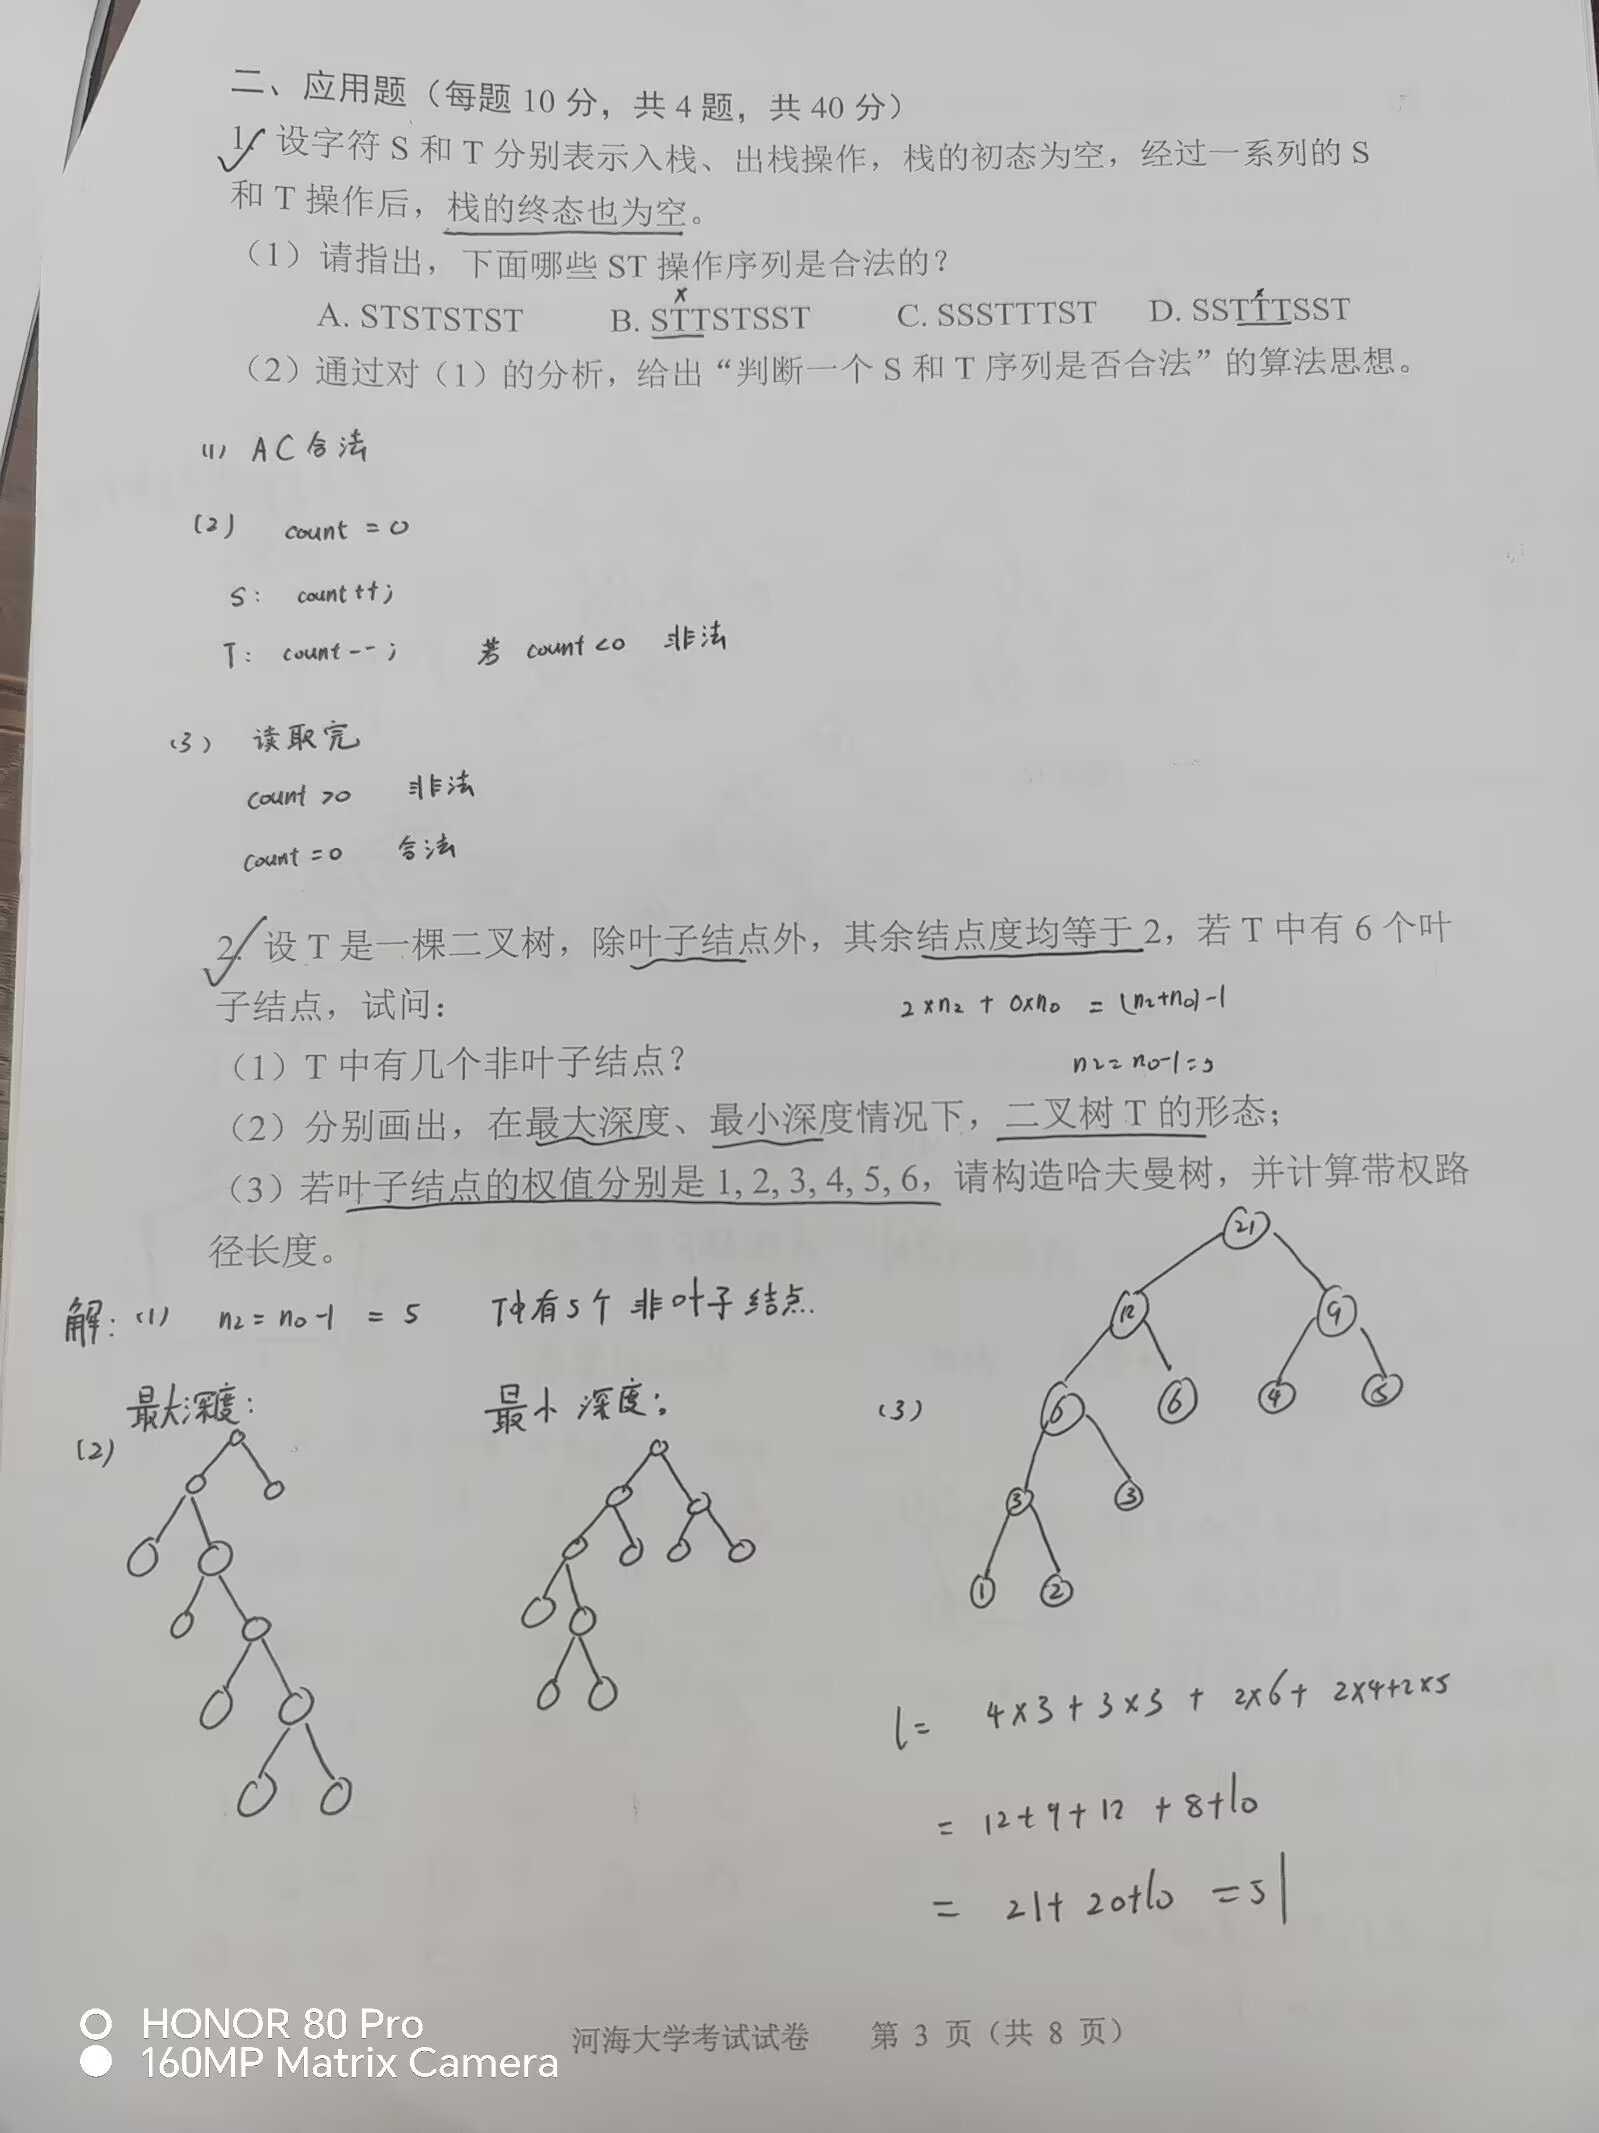 二、应用题（每题 10 分，共 4 题，共 40 分）
1. 设字符 S 和 T 分别表示入栈、出栈操作，栈的初态为空，经过一系列的 S
和 T 操作后，栈的终态也为空。
（1）请指出，下面哪些 ST 操作序列是合法的？
A. STSTSTST B. STTSTSST C. SSSTTTST D. SSTTTSST
（2）通过对（1）的分析，给出“判断一个 S 和 T 序列是否合法”的算法思想。
(1) AC合法
(2) count = 0
S: count++;
T: count--; 若 count<0 非法
(3) 读取完
count >0 非法
count =0 合法
2. 设 T 是一棵二叉树，除叶子结点外，其余结点度均等于 2，若 T 中有 6 个叶
子结点，试问：
2×n2 + 0×n0 = (n2+n0)-1
（1）T 中有几个非叶子结点？
n2=n0-1=5
（2）分别画出，在最大深度、最小深度情况下，二叉树 T 的形态；
（3）若叶子结点的权值分别是 1, 2, 3, 4, 5, 6，请构造哈夫曼树，并计算带权路
径长度。
解: (1) n2=n0-1 = 5 T中有5个非叶子结点.
(2) 最大深度:
最小深度:
(3)
21
12 9
6 6 4 5
3 3
1 2
l= 4×3+3×3 + 2×6+ 2×4+2×5
= 12+9+12 +8+10
= 21+ 20+10 =51
河海大学考试试卷 第 3 页（共 8 页）
HONOR 80 Pro
160MP Matrix Camera